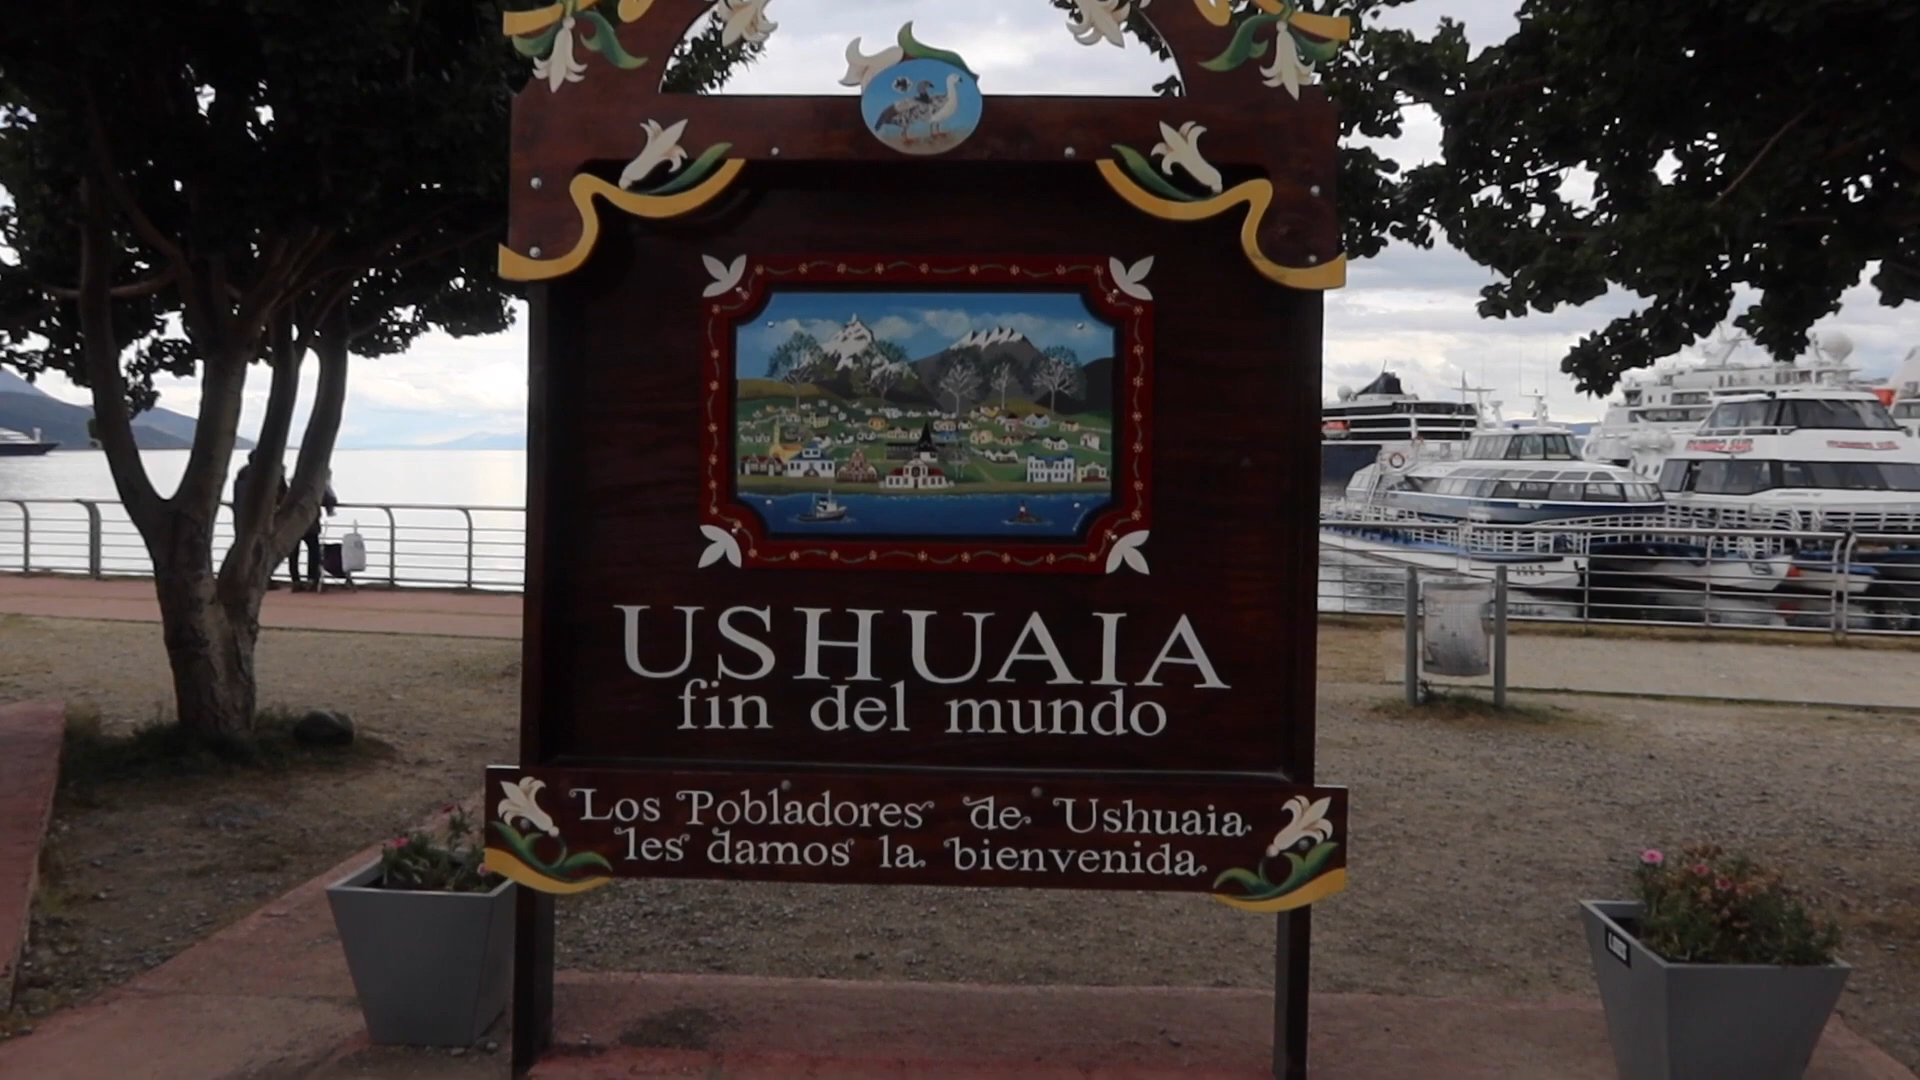 USHUAIA
fin del mundo
Los Pobladores de Ushuaia
les damos la bienvenida